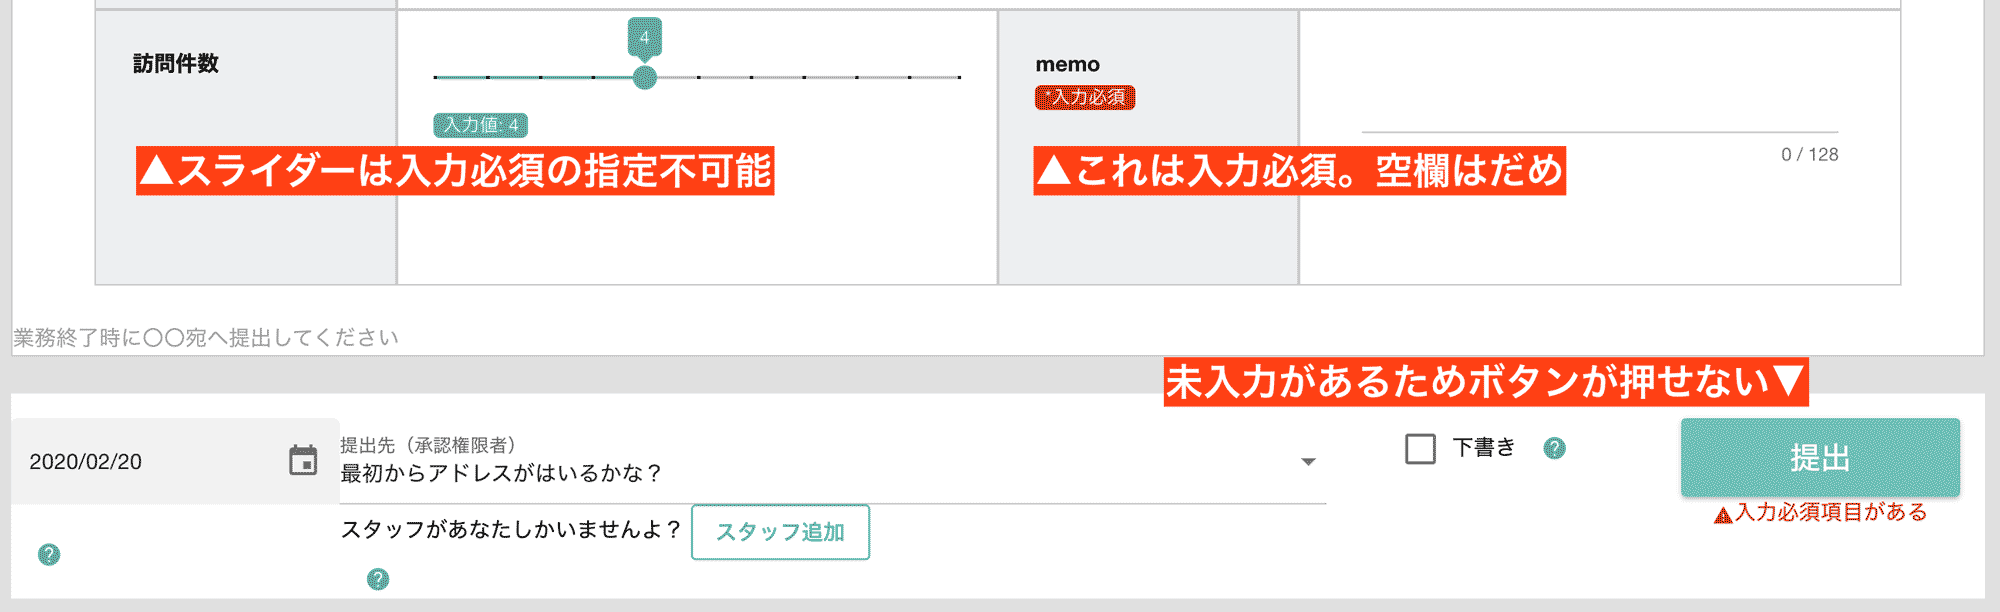 訪問件数
4
入力値: 4
▲スライダーは入力必須の指定不可能
memo
*入力必須
0 / 128
▲これは入力必須。空欄はだめ
業務終了時に〇〇宛へ提出してください
未入力があるためボタンが押せない▼
2020/02/20
提出先（承認権限者）
最初からアドレスがはいるかな？
下書き
?
提出
▲入力必須項目がある
スタッフがあなたしかいませんよ？
スタッフ追加
?
?